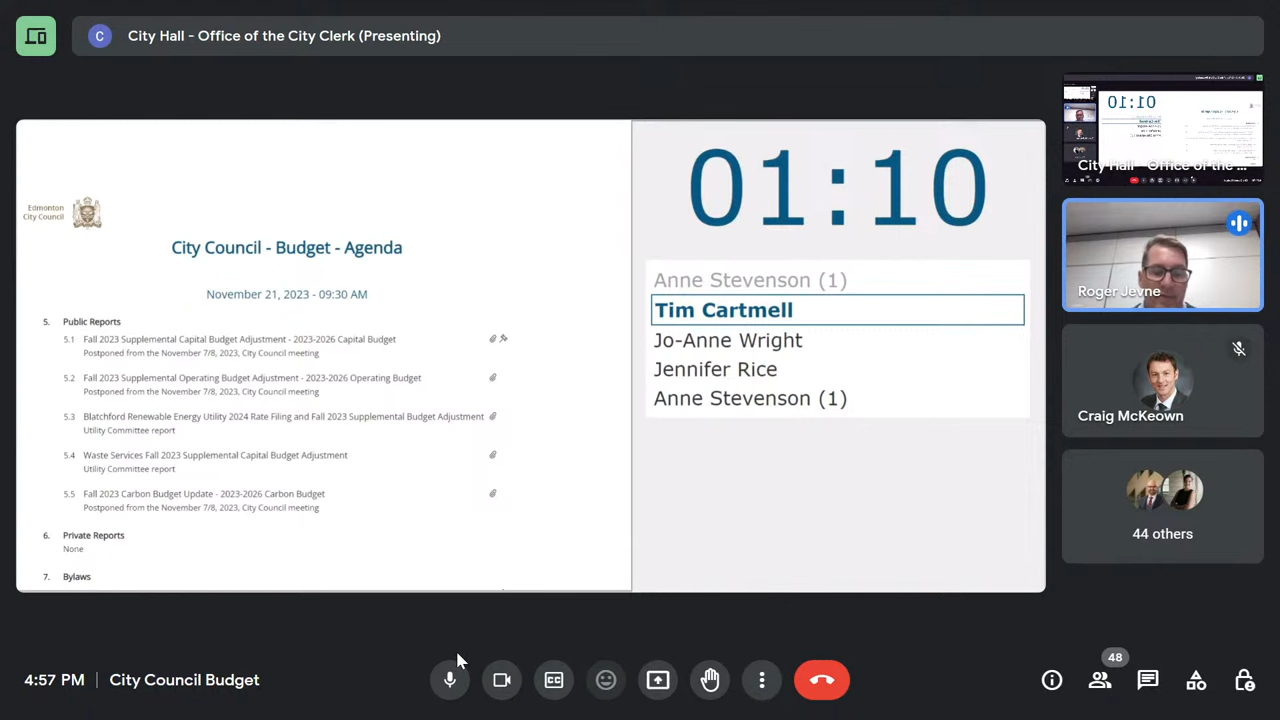 City Hall - Office of the City Clerk (Presenting)
C
Edmonton
City Council
City Council - Budget - Agenda
November 21, 2023 - 09:30 AM
5. Public Reports
5.1 Fall 2023 Supplemental Capital Budget Adjustment - 2023-2026 Capital Budget
Postponed from the November 7/8, 2023, City Council meeting
5.2 Fall 2023 Supplemental Operating Budget Adjustment - 2023-2026 Operating Budget
Postponed from the November 7/8, 2023, City Council meeting
5.3 Blatchford Renewable Energy Utility 2024 Rate Filing and Fall 2023 Supplemental Budget Adjustment
Utility Committee report
5.4 Waste Services Fall 2023 Supplemental Capital Budget Adjustment
Utility Committee report
5.5 Fall 2023 Carbon Budget Update - 2023-2026 Carbon Budget
Postponed from the November 7/8, 2023, City Council meeting
6. Private Reports
None
7. Bylaws
01:10
Anne Stevenson (1)
Tim Cartmell
Jo-Anne Wright
Jennifer Rice
Anne Stevenson (1)
01:10
City Hall - Office of the ...
Roger Jevne
Craig McKeown
44 others
4:57 PM | City Council Budget
CC
48